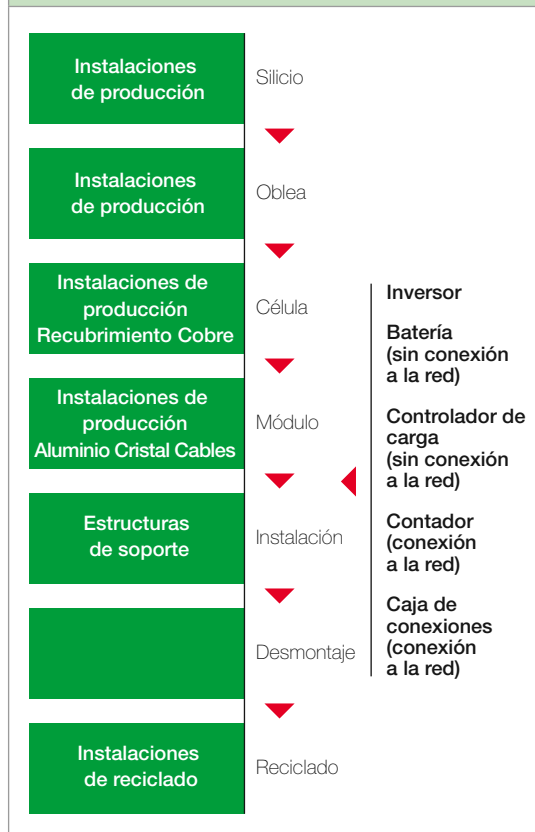 Instalaciones
de producción
Silicio
Instalaciones
de producción
Oblea
Instalaciones de
producción
Recubrimiento Cobre
Célula
Instalaciones de
producción
Aluminio Cristal Cables
Módulo
Estructuras
de soporte
Instalación
Desmontaje
Instalaciones
de reciclado
Reciclado
Inversor
Batería
(sin conexión
a la red)
Controlador de
carga
(sin conexión
a la red)
Contador
(conexión
a la red)
Caja de
conexiones
(conexión
a la red)